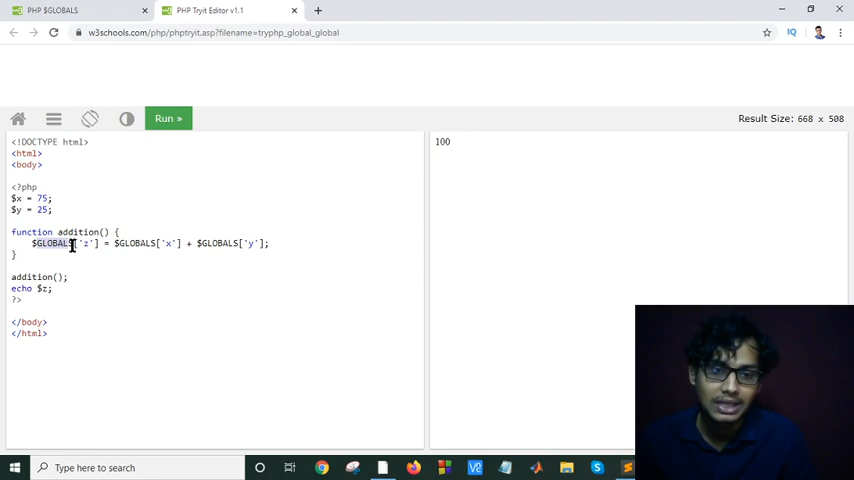 PHP $GLOBALS
PHP Tryit Editor v1.1
w3schools.com/php/phptryit.asp?filename=tryphp_global_global
IQ
Run »
Result Size: 668 x 508
<!DOCTYPE html>
<html>
<body>
<?php
$x = 75;
$y = 25;
function addition() {
$GLOBALS['z'] = $GLOBALS['x'] + $GLOBALS['y'];
}
addition();
echo $z;
?>
</body>
</html>
100
Type here to search
V2